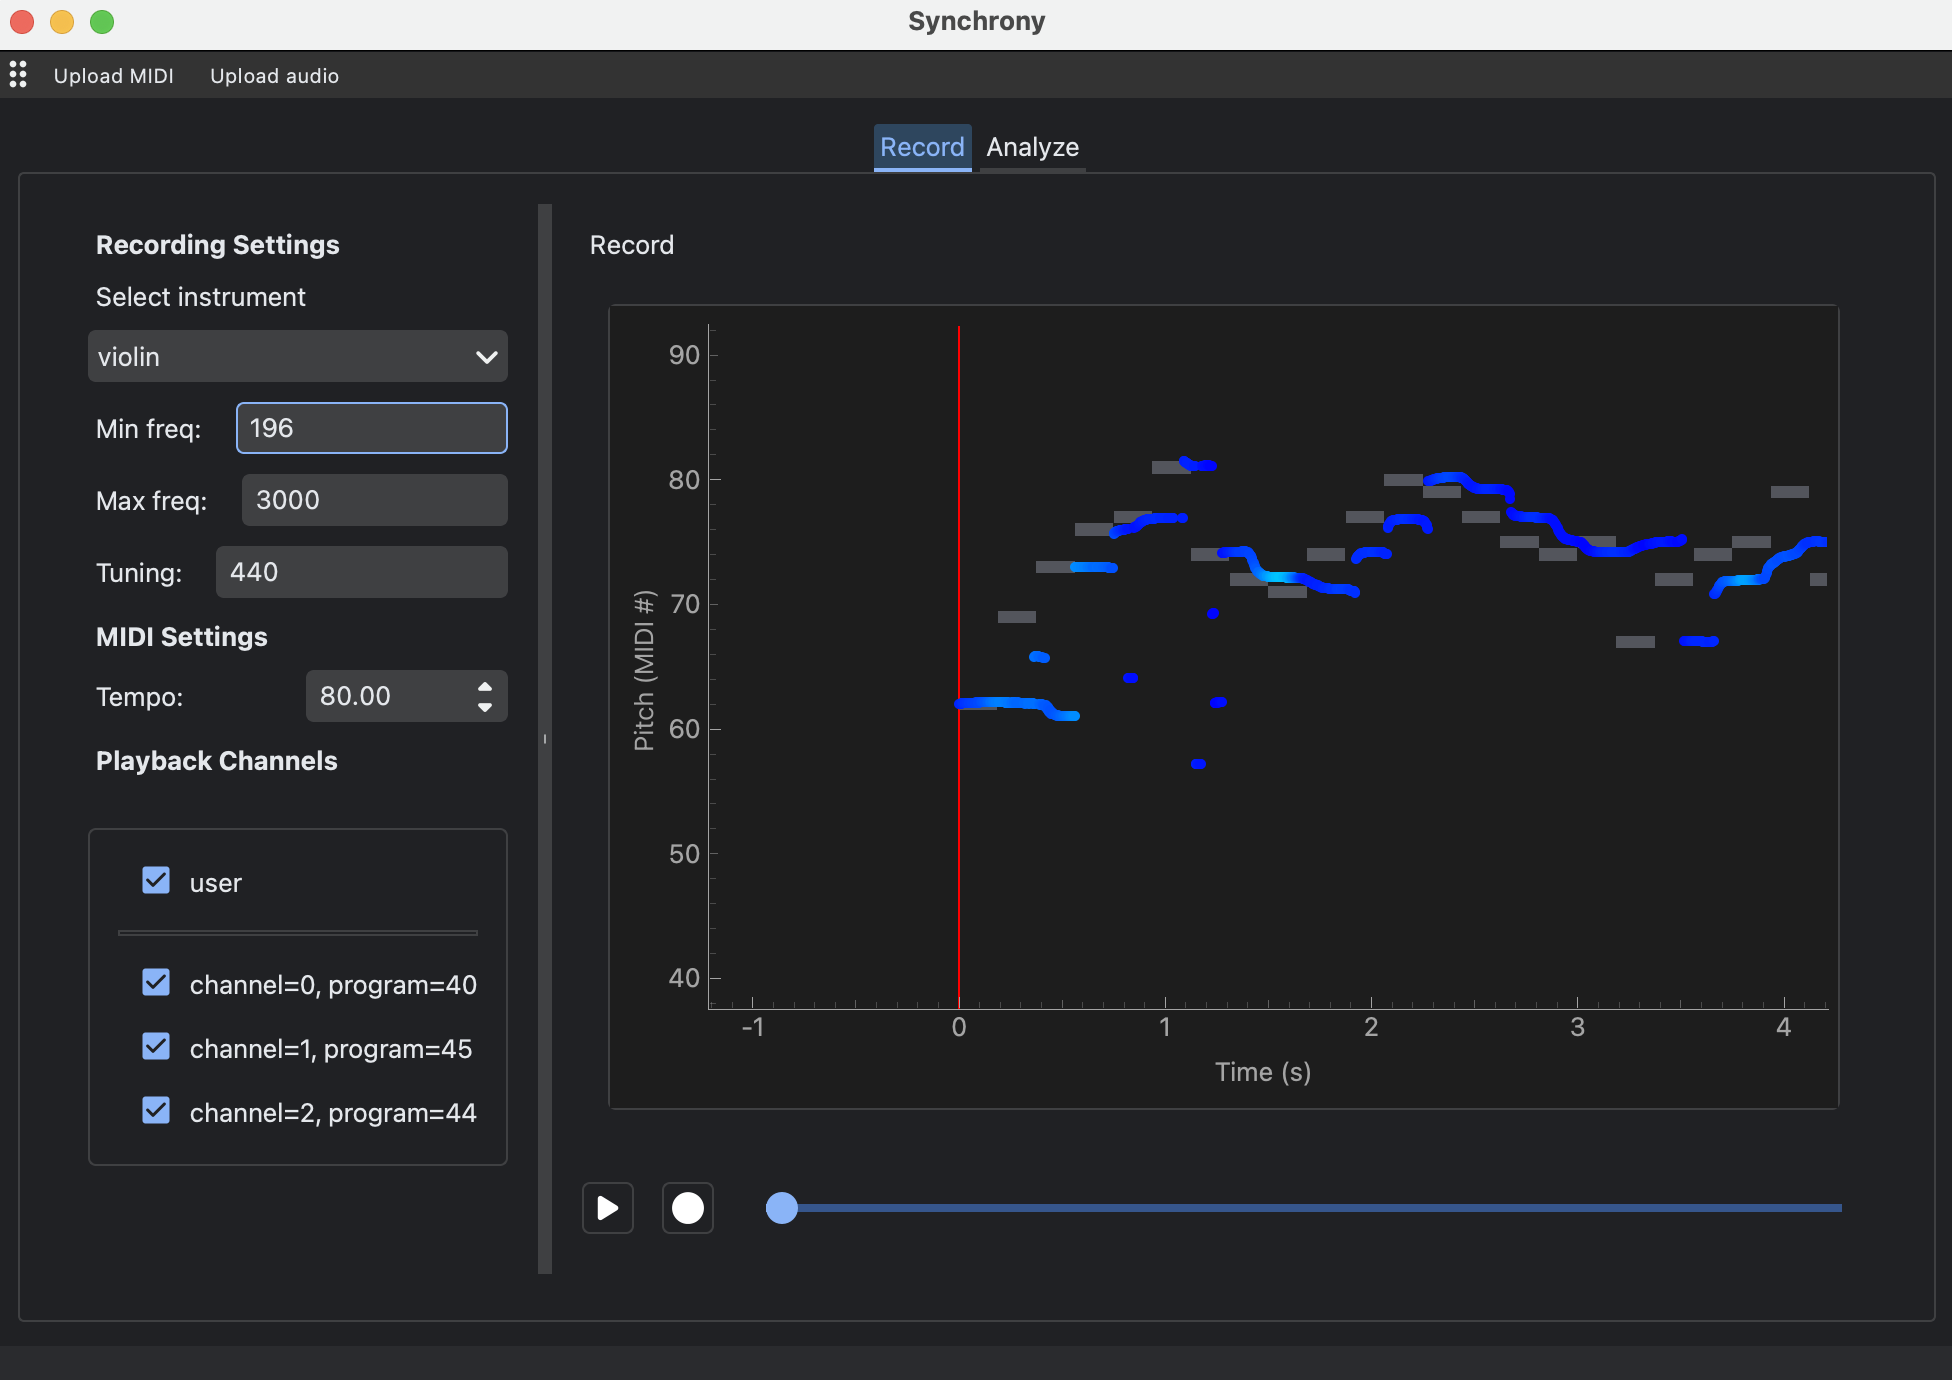 Synchrony
Upload MIDI Upload audio
Record Analyze
Recording Settings
Select instrument
violin
Min freq: 196
Max freq: 3000
Tuning: 440
MIDI Settings
Tempo: 80.00
Playback Channels
user
channel=0, program=40
channel=1, program=45
channel=2, program=44
Record
90
80
70
60
50
40
Pitch (MIDI #)
-1 0 1 2 3 4
Time (s)